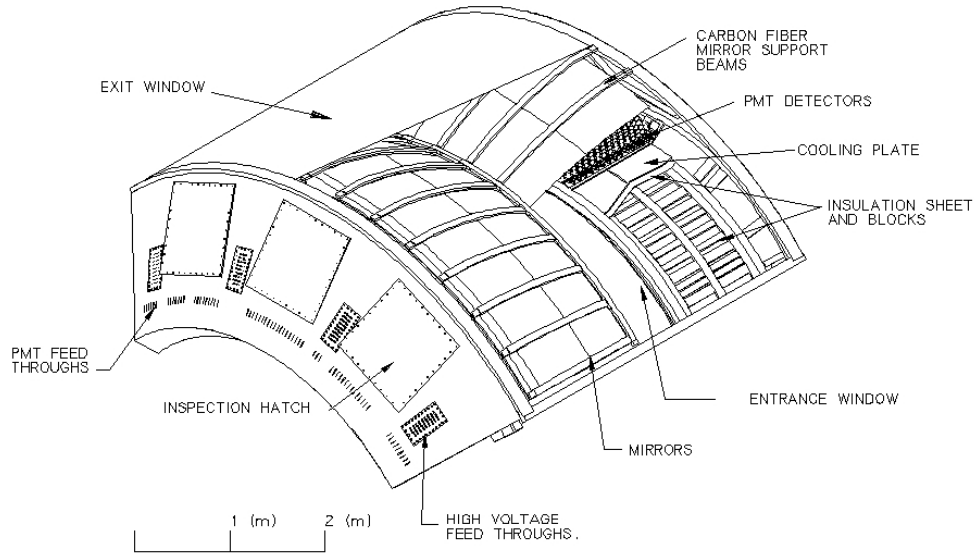 CARBON FIBER
MIRROR SUPPORT
BEAMS
EXIT WINDOW
PMT DETECTORS
COOLING PLATE
INSULATION SHEET
AND BLOCKS
PMT FEED
THROUGHS
INSPECTION HATCH
ENTRANCE WINDOW
MIRRORS
1 (m)
2 (m)
HIGH VOLTAGE
FEED THROUGHS.